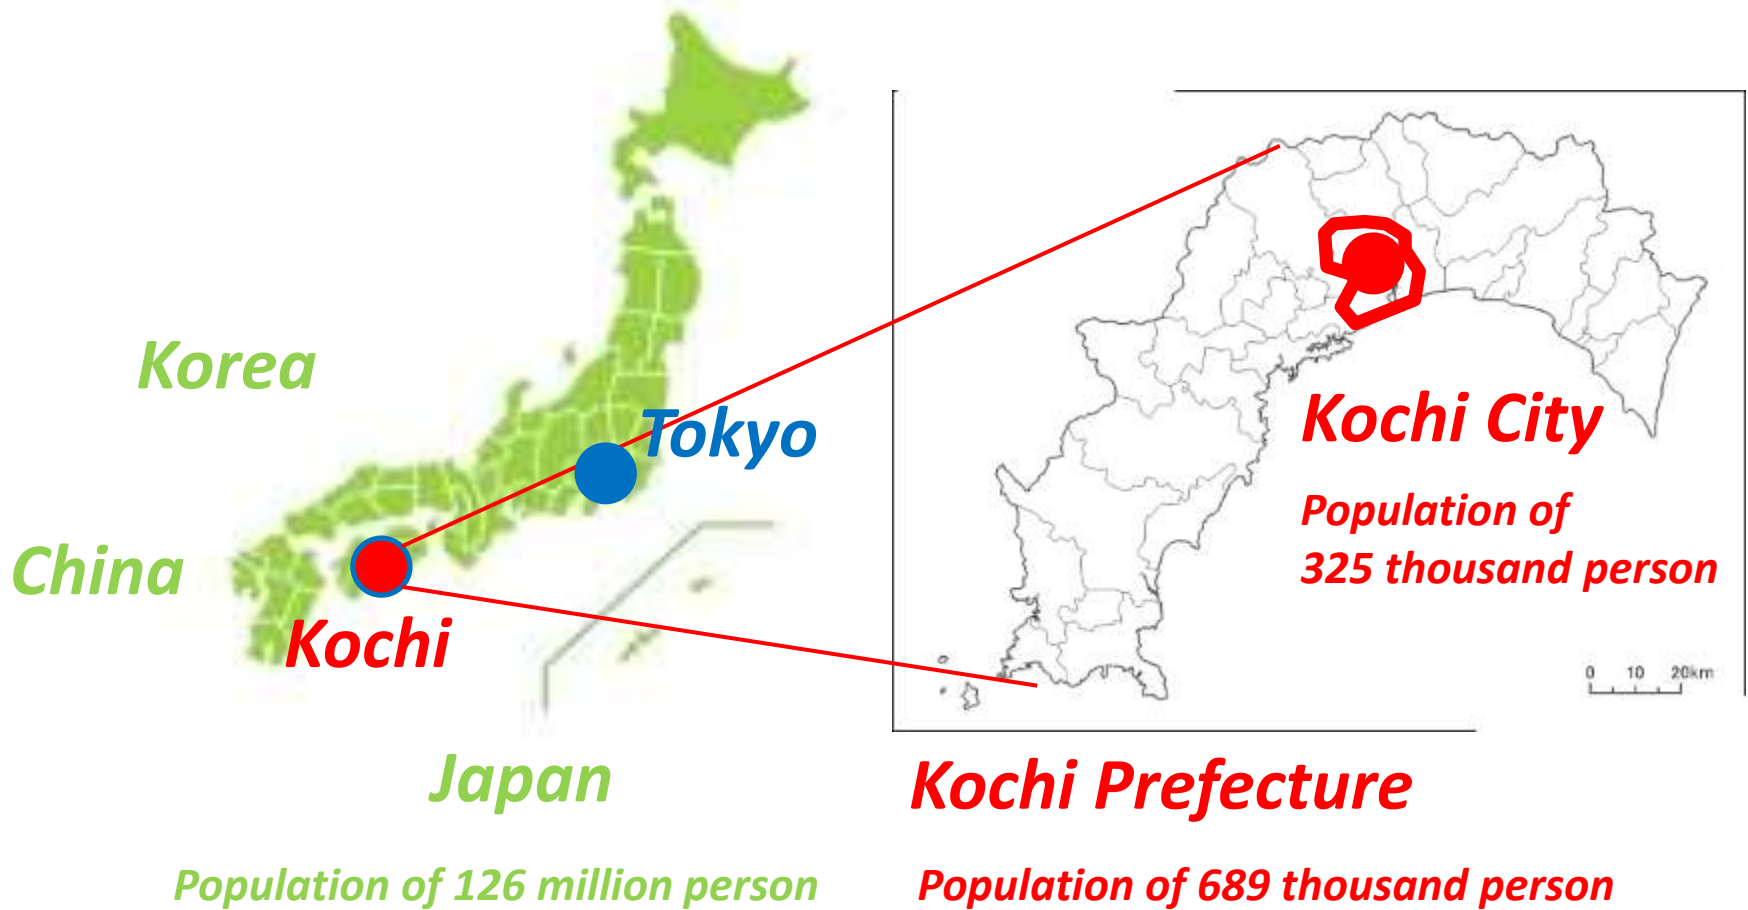 Korea
Tokyo
China
Kochi
Kochi City
Population of
325 thousand person
0 10 20km
Japan
Kochi Prefecture
Population of 126 million person
Population of 689 thousand person